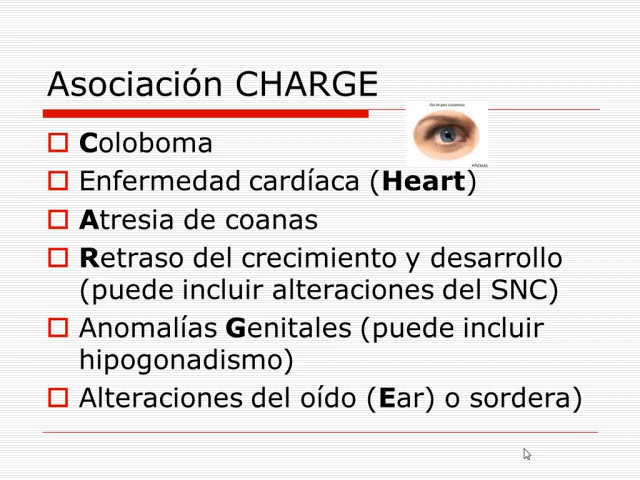 Asociación CHARGE
Coloboma
Enfermedad cardíaca (Heart)
Atresia de coanas
Retraso del crecimiento y desarrollo
(puede incluir alteraciones del SNC)
Anomalías Genitales (puede incluir
hipogonadismo)
Alteraciones del oído (Ear) o sordera)